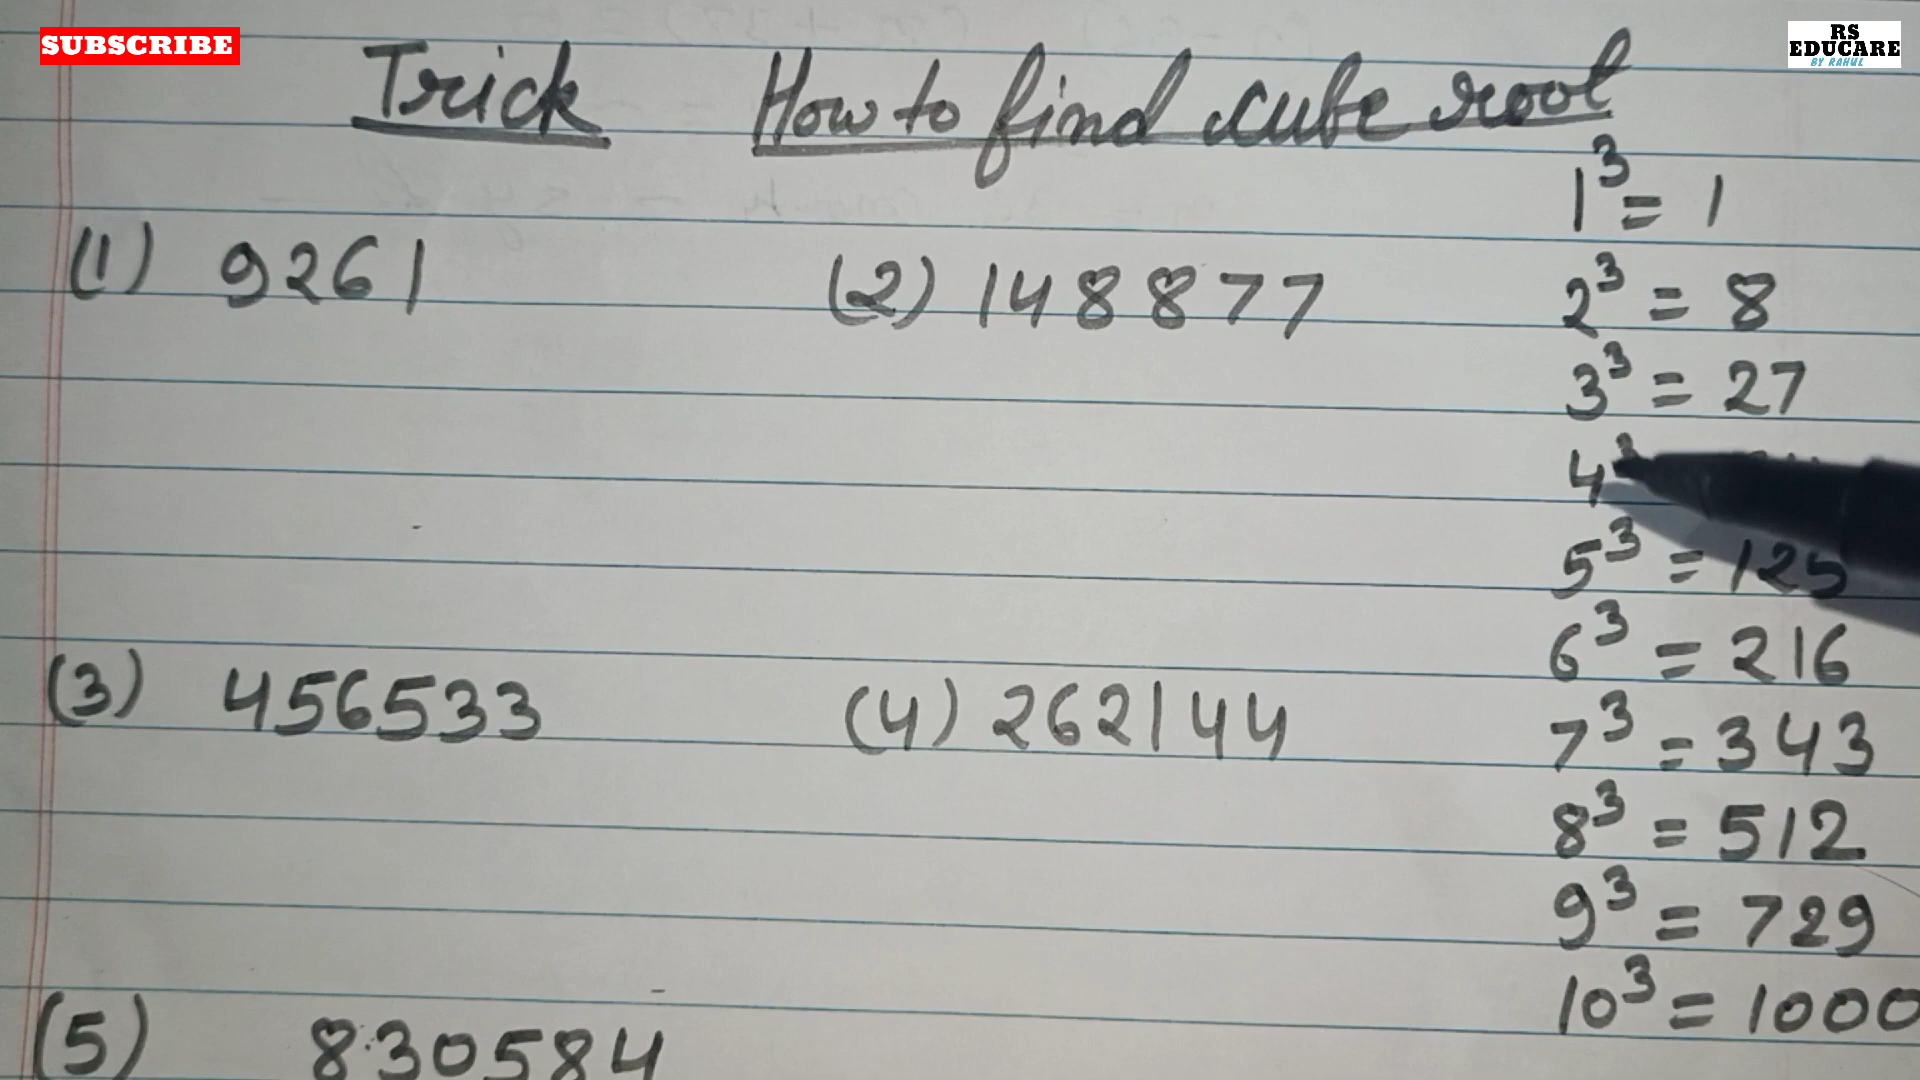 SUBSCRIBE
RS
EDUCARE
BY RAHUL
Trick How to find cube root
(1) 9261
(2) 148877
(3) 456533
(4) 262144
(5) 830584
1³ = 1
2³ = 8
3³ = 27
4³
5³ = 125
6³ = 216
7³ = 343
8³ = 512
9³ = 729
10³ = 1000